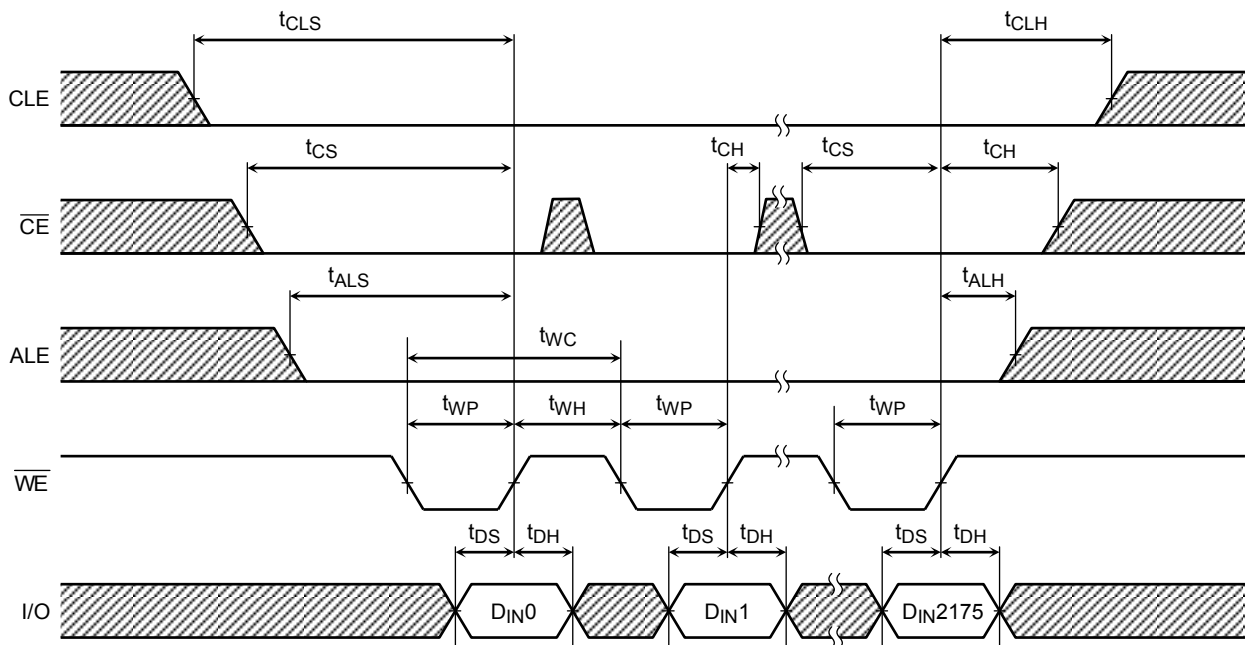 tCLS tCLH
CLE
tCS tCH tCS tCH
CE
tALS tALH
ALE
tWC
tWP tWH tWP tWP
WE
tDS tDH tDS tDH tDS tDH
I/O DIN0 DIN1 DIN2175